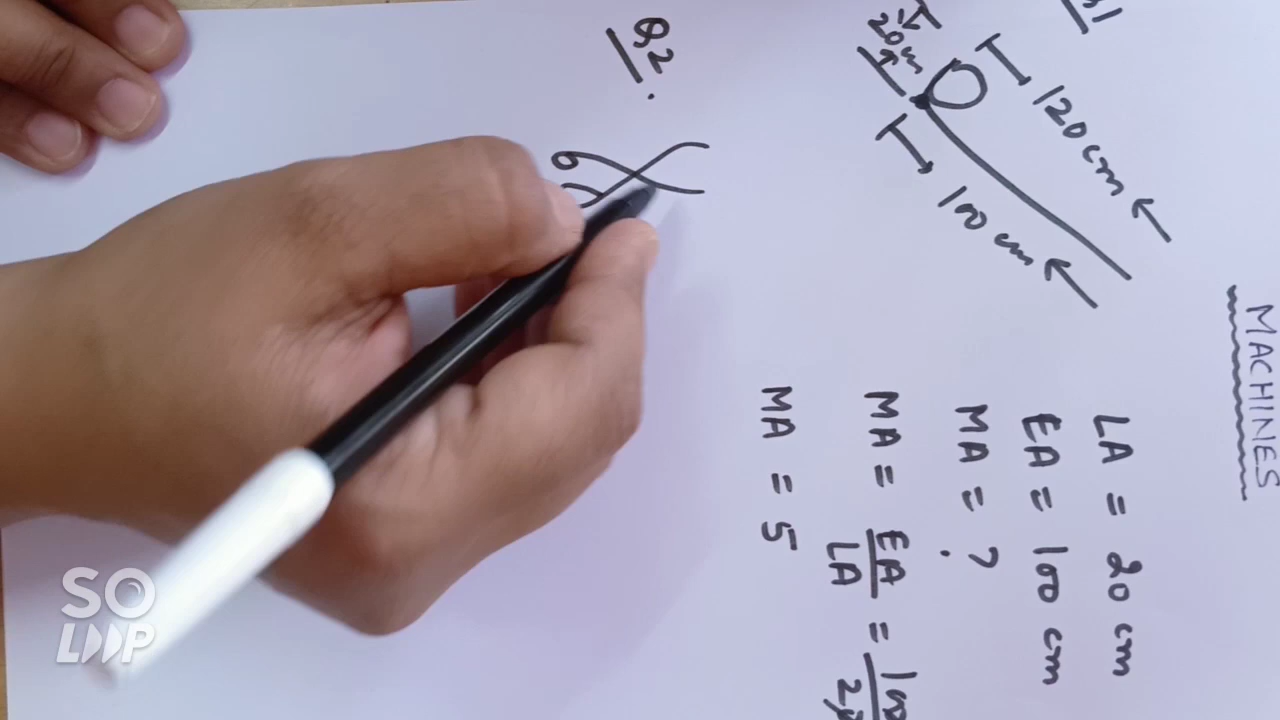 MACHINES
Q1
120 cm
20 cm
100 cm
LA = 20 cm
EA = 100 cm
MA = ?
MA = EA / LA = 100 / 20
MA = 5
Q2.
SO LOOP